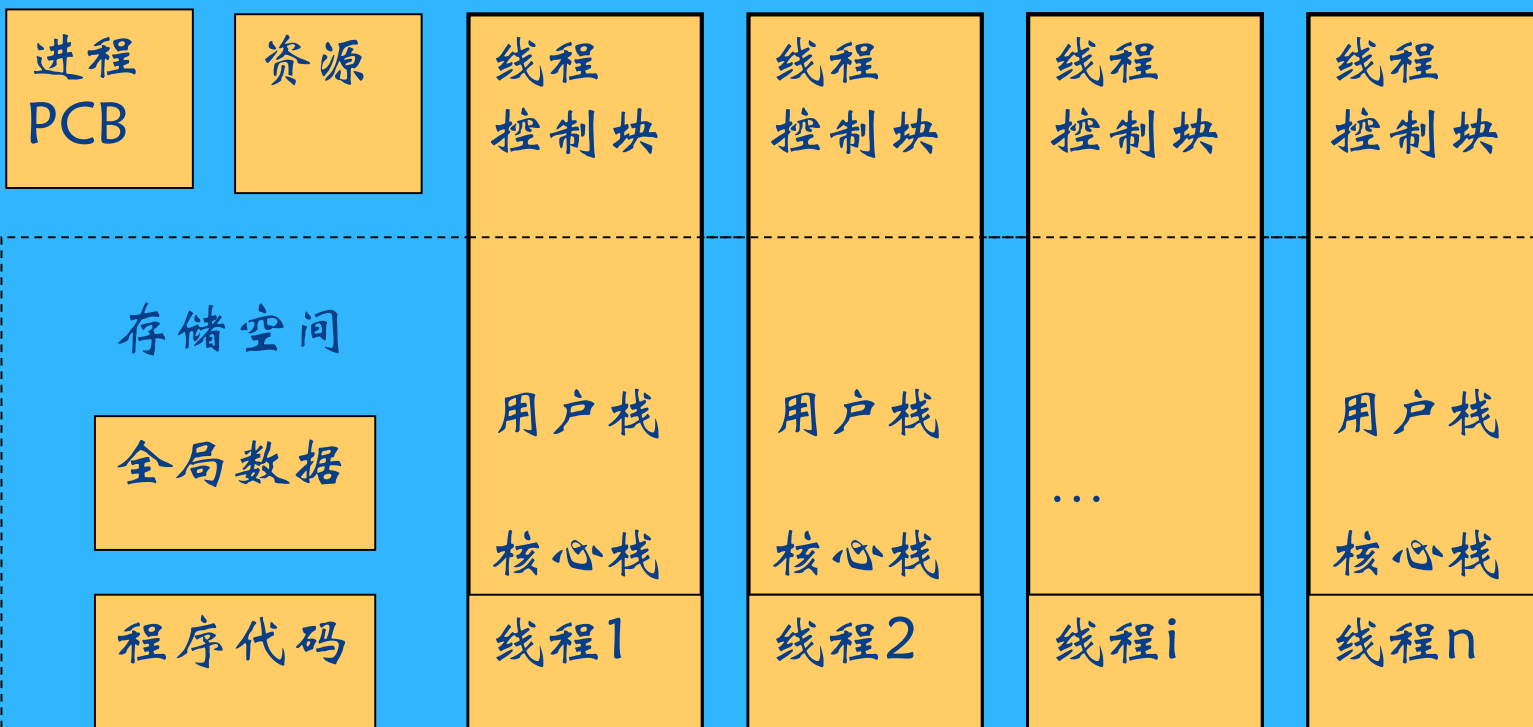 进程
PCB
资源
线程
控制块
线程
控制块
线程
控制块
线程
控制块
存储空间
全局数据
程序代码
用户栈
核心栈
线程1
用户栈
核心栈
线程2
…
线程i
用户栈
核心栈
线程n